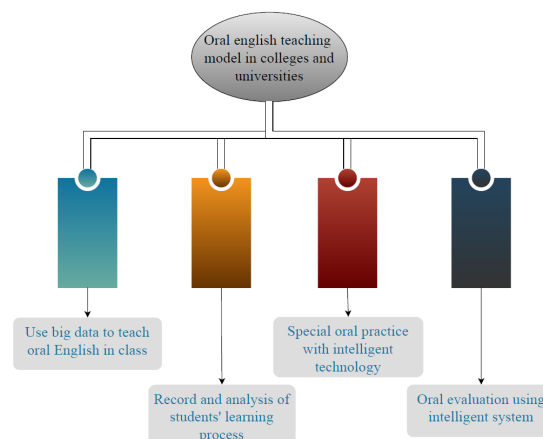 Oral english teaching
model in colleges and
universities
Use big data to teach
oral English in class
Special oral practice
with intelligent
technology
Record and analysis of
students' learning
process
Oral evaluation using
intelligent system